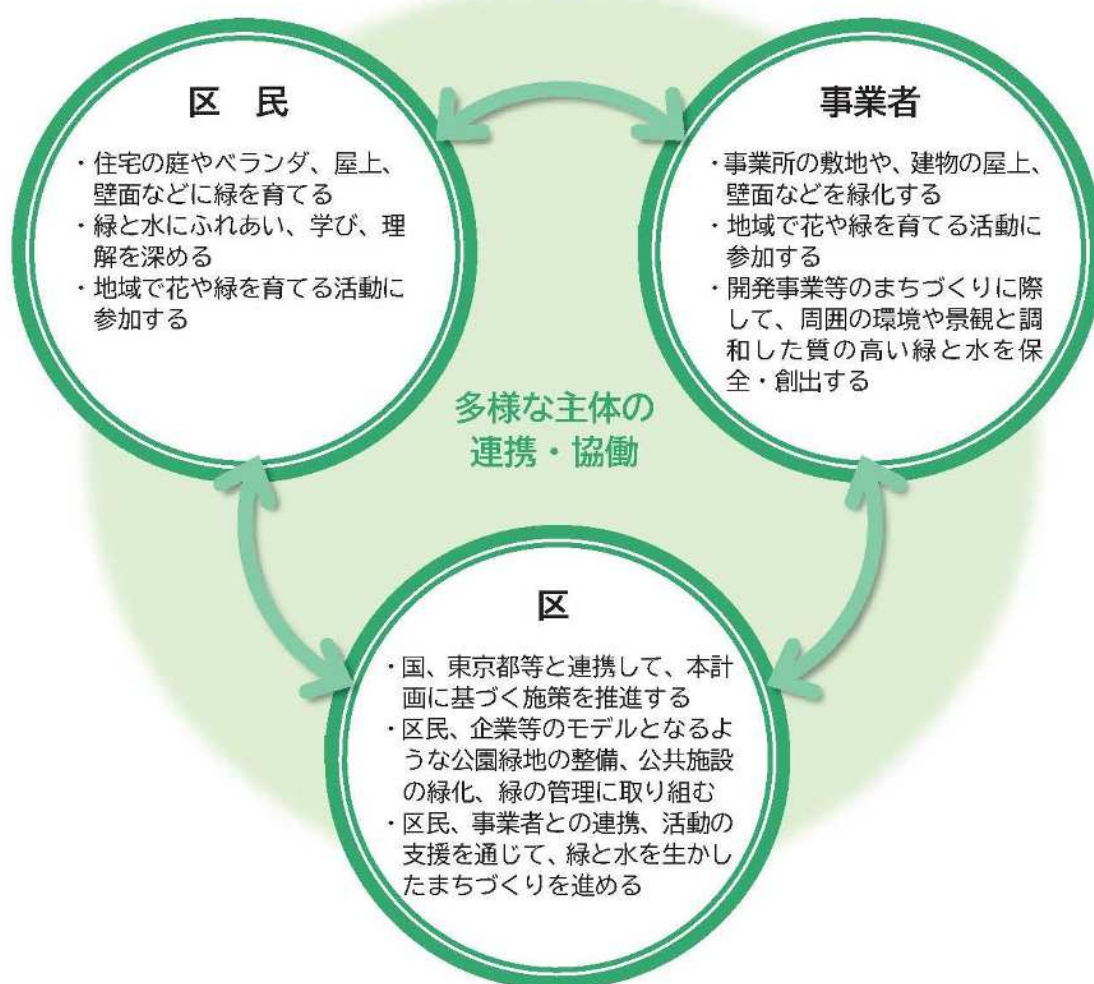 区　民
・住宅の庭やベランダ、屋上、
壁面などに緑を育てる
・緑と水にふれあい、学び、理
解を深める
・地域で花や緑を育てる活動に
参加する
事業者
・事業所の敷地や、建物の屋上、
壁面などを緑化する
・地域で花や緑を育てる活動に
参加する
・開発事業等のまちづくりに際
して、周囲の環境や景観と調
和した質の高い緑と水を保
全・創出する
多様な主体の
連携・協働
区
・国、東京都等と連携して、本計
画に基づく施策を推進する
・区民、企業等のモデルとなるよ
うな公園緑地の整備、公共施設
の緑化、緑の管理に取り組む
・区民、事業者との連携、活動の
支援を通じて、緑と水を生かし
たまちづくりを進める